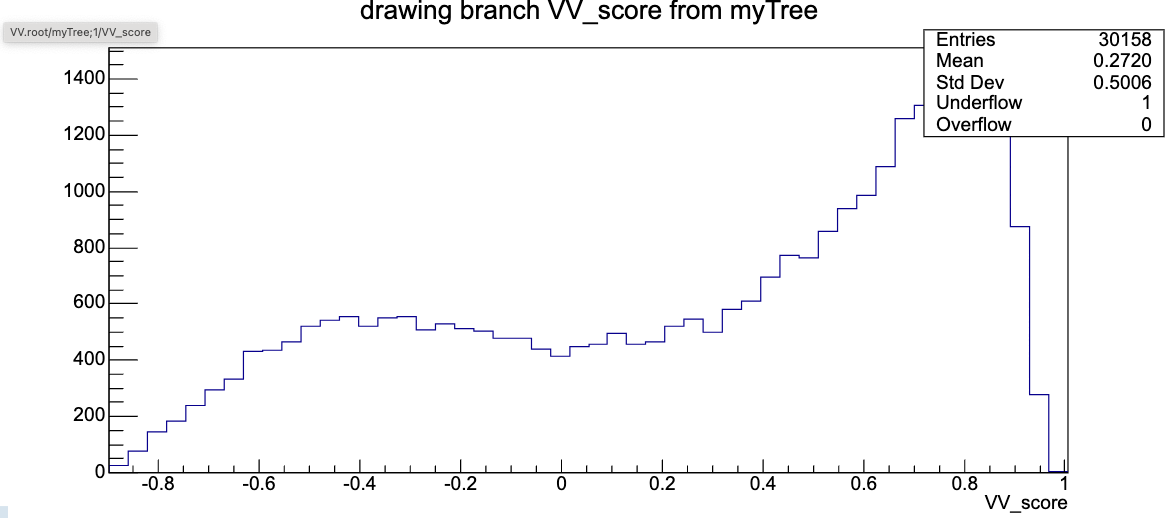 drawing branch VV_score from myTree
VV.root/myTree;1/VV_score
Entries 30158
Mean 0.2720
Std Dev 0.5006
Underflow 1
Overflow 0
1400
1200
1000
800
600
400
200
0
-0.8 -0.6 -0.4 -0.2 0 0.2 0.4 0.6 0.8 1
VV_score